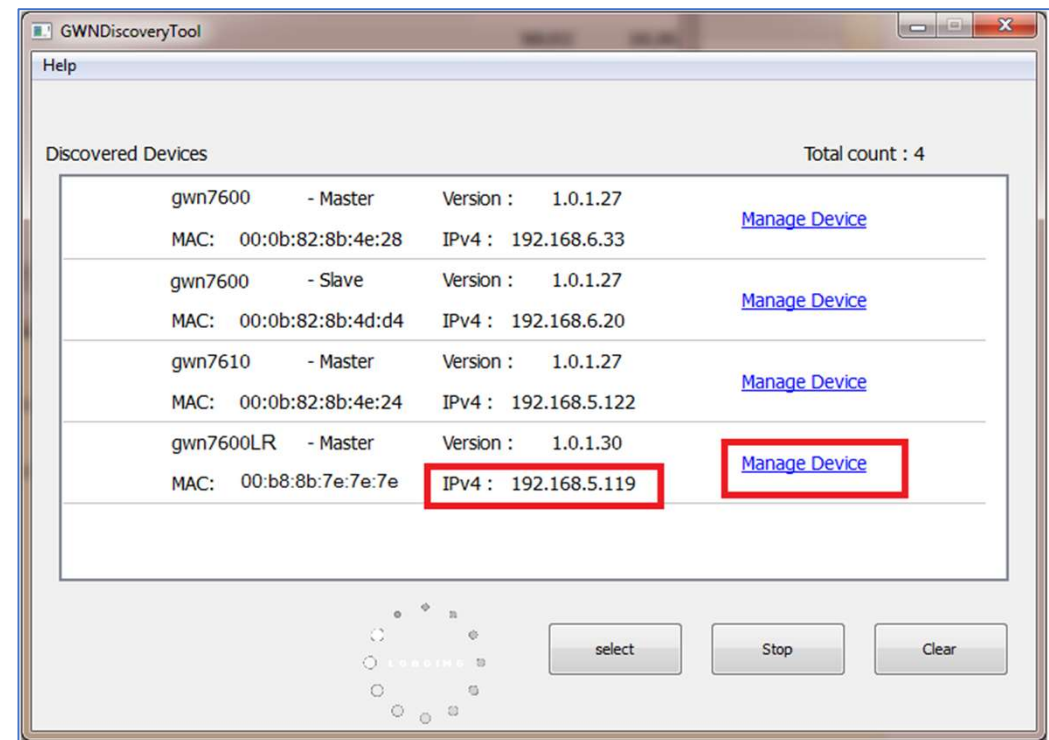 GWNDiscoveryTool
Help
Discovered Devices Total count : 4
gwn7600 - Master Version : 1.0.1.27
Manage Device
MAC: 00:0b:82:8b:4e:28 IPv4 : 192.168.6.33
gwn7600 - Slave Version : 1.0.1.27
Manage Device
MAC: 00:0b:82:8b:4d:d4 IPv4 : 192.168.6.20
gwn7610 - Master Version : 1.0.1.27
Manage Device
MAC: 00:0b:82:8b:4e:24 IPv4 : 192.168.5.122
gwn7600LR - Master Version : 1.0.1.30
Manage Device
MAC: 00:b8:8b:7e:7e:7e IPv4 : 192.168.5.119
LOADING
select Stop Clear